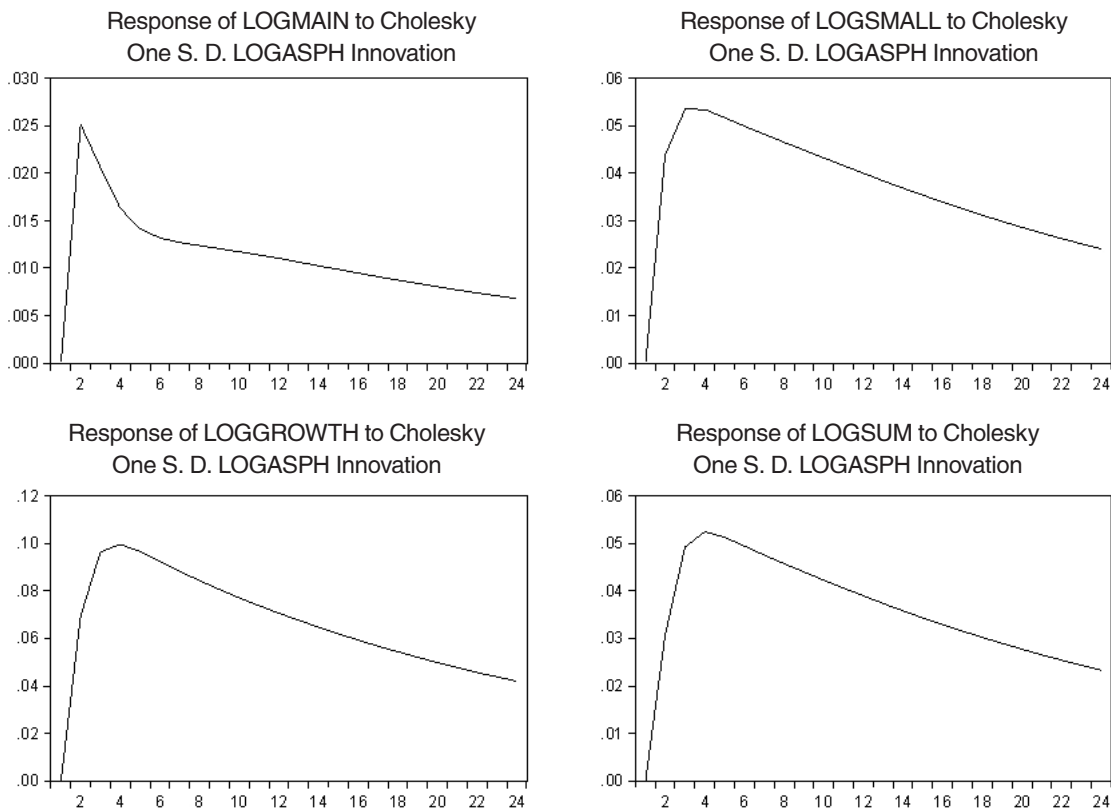 Response of LOGMAIN to Cholesky
One S. D. LOGASPH Innovation
.030
.025
.020
.015
.010
.005
.000
2 4 6 8 10 12 14 16 18 20 22 24
Response of LOGSMALL to Cholesky
One S. D. LOGASPH Innovation
.06
.05
.04
.03
.02
.01
.00
2 4 6 8 10 12 14 16 18 20 22 24
Response of LOGGROWTH to Cholesky
One S. D. LOGASPH Innovation
.12
.10
.08
.06
.04
.02
.00
2 4 6 8 10 12 14 16 18 20 22 24
Response of LOGSUM to Cholesky
One S. D. LOGASPH Innovation
.06
.05
.04
.03
.02
.01
.00
2 4 6 8 10 12 14 16 18 20 22 24